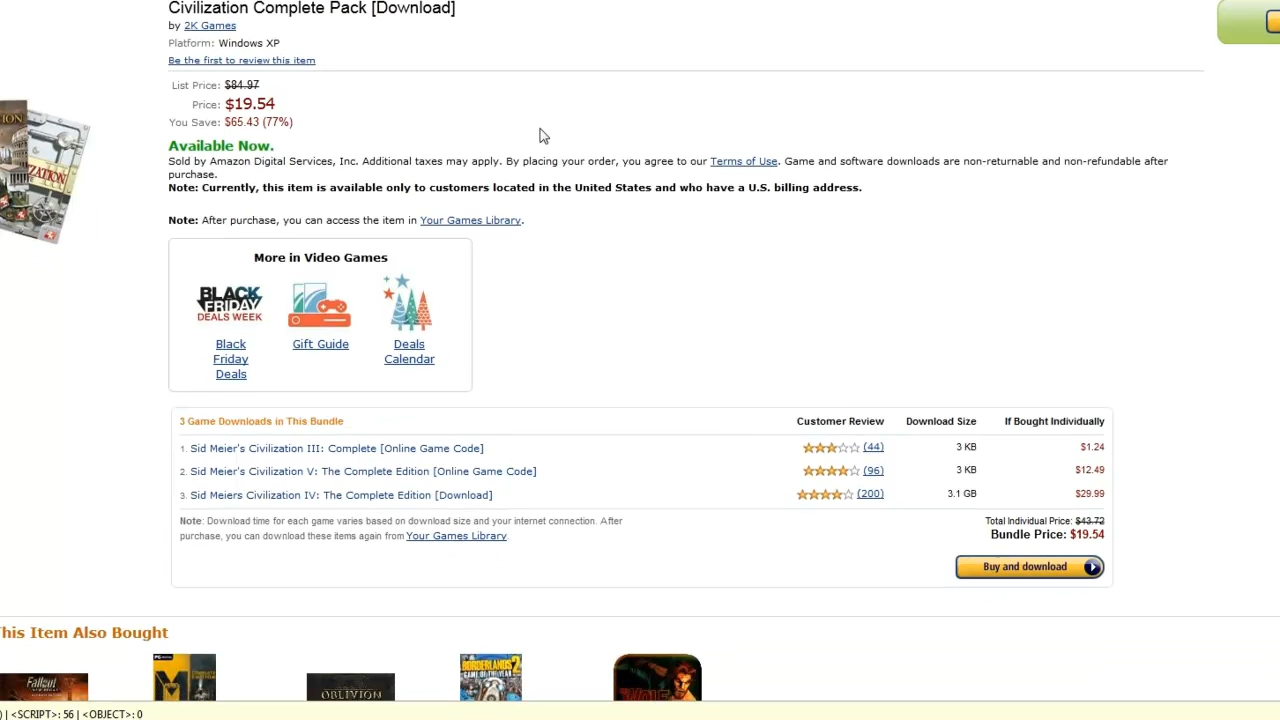 Civilization Complete Pack [Download]
by 2K Games
Platform: Windows XP
Be the first to review this item
List Price: $84.97
Price: $19.54
You Save: $65.43 (77%)
Available Now.
Sold by Amazon Digital Services, Inc. Additional taxes may apply. By placing your order, you agree to our Terms of Use. Game and software downloads are non-returnable and non-refundable after
purchase.
Note: Currently, this item is available only to customers located in the United States and who have a U.S. billing address.
Note: After purchase, you can access the item in Your Games Library.
More in Video Games
BLACK
FRIDAY
DEALS WEEK
Black
Friday
Deals
Gift Guide
Deals
Calendar
3 Game Downloads in This Bundle Customer Review Download Size If Bought Individually
1. Sid Meier's Civilization III: Complete [Online Game Code] (44) 3 KB $1.24
2. Sid Meier's Civilization V: The Complete Edition [Online Game Code] (96) 3 KB $12.49
3. Sid Meiers Civilization IV: The Complete Edition [Download] (200) 3.1 GB $29.99
Note: Download time for each game varies based on download size and your internet connection. After
purchase, you can download these items again from Your Games Library.
Total Individual Price: $43.72
Bundle Price: $19.54
Buy and download
This Item Also Bought
Fallout
OBLIVION
BORDERLANDS 2
GAME OF THE YEAR
) | <SCRIPT>: 56 | <OBJECT>: 0